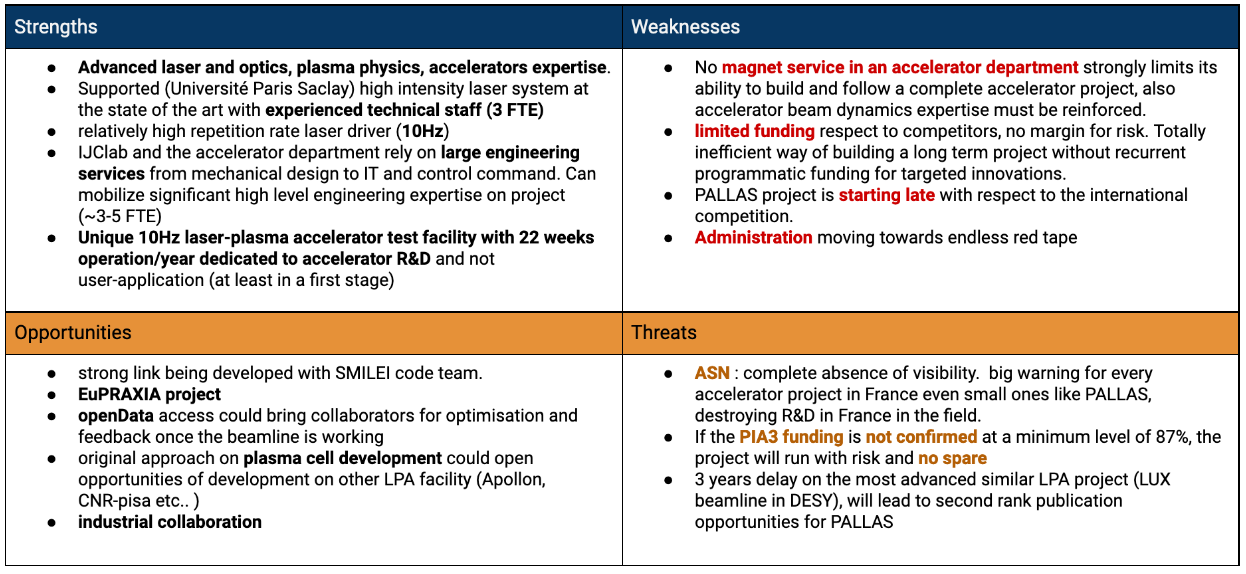 Strengths
● Advanced laser and optics, plasma physics, accelerators expertise.
● Supported (Université Paris Saclay) high intensity laser system at
the state of the art with experienced technical staff (3 FTE)
● relatively high repetition rate laser driver (10Hz)
● IJClab and the accelerator department rely on large engineering
services from mechanical design to IT and control command. Can
mobilize significant high level engineering expertise on project
(~3-5 FTE)
● Unique 10Hz laser-plasma accelerator test facility with 22 weeks
operation/year dedicated to accelerator R&D and not
user-application (at least in a first stage)
Weaknesses
● No magnet service in an accelerator department strongly limits its
ability to build and follow a complete accelerator project, also
accelerator beam dynamics expertise must be reinforced.
● limited funding respect to competitors, no margin for risk. Totally
inefficient way of building a long term project without recurrent
programmatic funding for targeted innovations.
● PALLAS project is starting late with respect to the international
competition.
● Administration moving towards endless red tape
Opportunities
● strong link being developed with SMILEI code team.
● EuPRAXIA project
● openData access could bring collaborators for optimisation and
feedback once the beamline is working
● original approach on plasma cell development could open
opportunities of development on other LPA facility (Apollon,
CNR-pisa etc.. )
● industrial collaboration
Threats
● ASN : complete absence of visibility.  big warning for every
accelerator project in France even small ones like PALLAS,
destroying R&D in France in the field.
● If the PIA3 funding is not confirmed at a minimum level of 87%, the
project will run with risk and no spare
● 3 years delay on the most advanced similar LPA project (LUX
beamline in DESY), will lead to second rank publication
opportunities for PALLAS